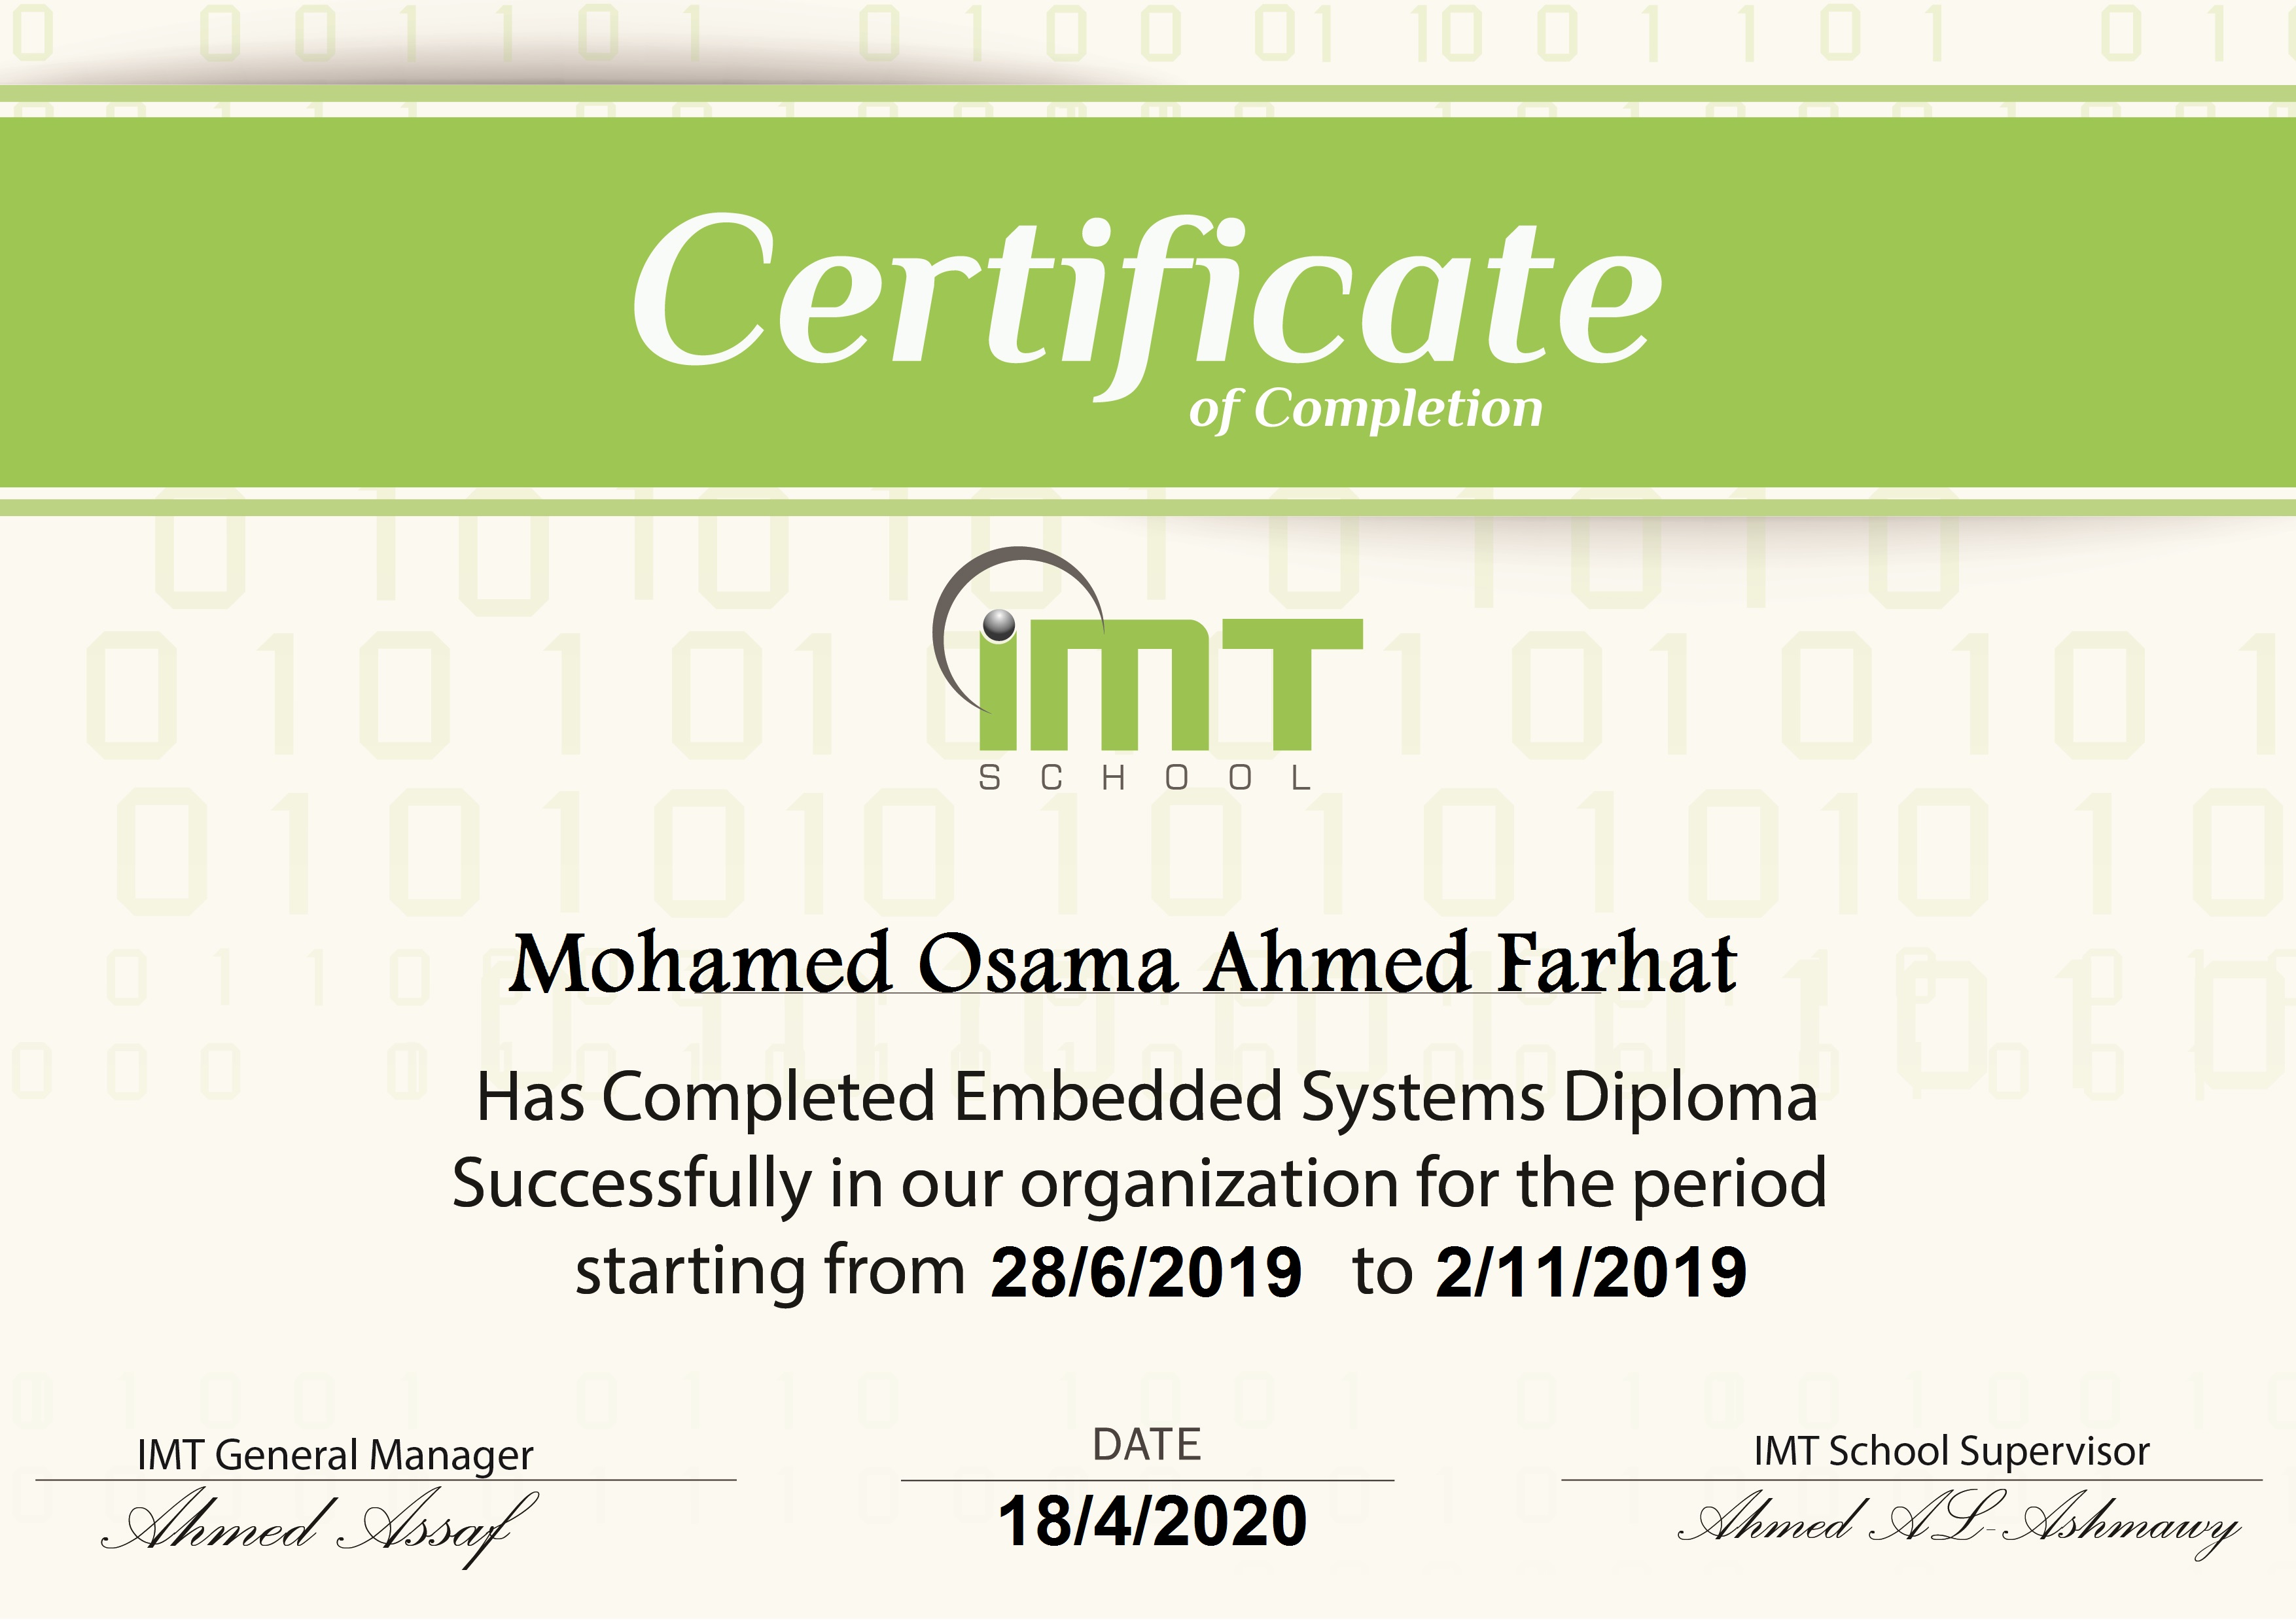 Certificate
of Completion
iMT
SCHOOL
Mohamed Osama Ahmed Farhat
Has Completed Embedded Systems Diploma
Successfully in our organization for the period
starting from 28/6/2019 to 2/11/2019
IMT General Manager
Ahmed Assaf
DATE
18/4/2020
IMT School Supervisor
Ahmed AL-Ashmawy